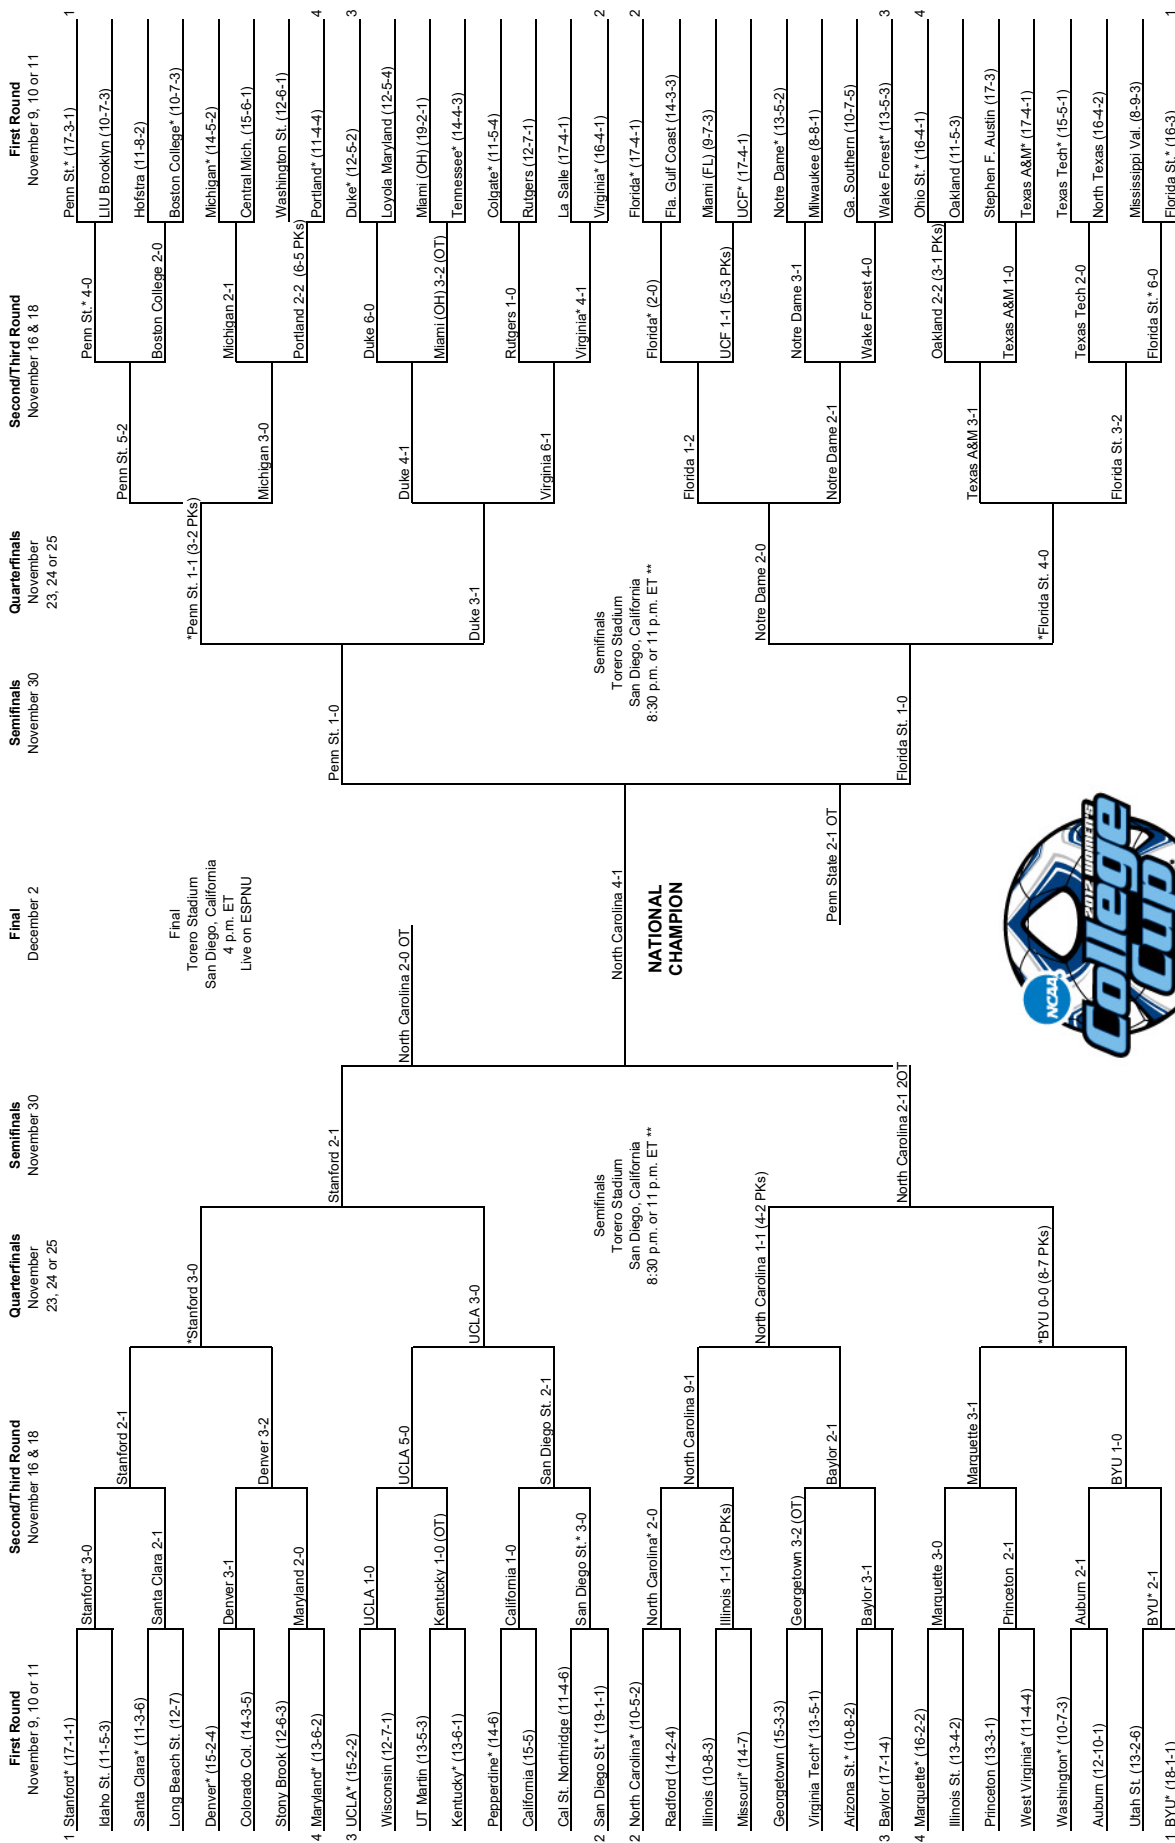 First Round
November 9, 10 or 11
Second/Third Round
November 16 & 18
Quarterfinals
November
23, 24 or 25
Semifinals
November 30
Final
December 2
Semifinals
November 30
Quarterfinals
November
23, 24 or 25
Second/Third Round
November 16 & 18
First Round
November 9, 10 or 11
1 Stanford* (17-1-1)
Idaho St. (11-5-3)
Santa Clara* (11-3-6)
Long Beach St. (12-7)
Denver* (15-2-4)
Colorado Col. (14-3-5)
Stony Brook (12-6-3)
4 Maryland* (13-6-2)
3 UCLA* (15-2-2)
Wisconsin (12-7-1)
UT Martin (13-5-3)
Kentucky* (13-6-1)
Pepperdine* (14-6)
California (15-5)
Cal St. Northridge (11-4-6)
2 San Diego St.* (19-1-1)
2 North Carolina* (10-5-2)
Radford (14-2-4)
Illinois (10-8-3)
Missouri* (14-7)
Georgetown (15-3-3)
Virginia Tech* (13-5-1)
Arizona St.* (10-8-2)
3 Baylor (17-1-4)
4 Marquette* (16-2-2)
Illinois St. (13-4-2)
Princeton (13-3-1)
West Virginia* (11-4-4)
Washington* (10-7-3)
Auburn (12-10-1)
Utah St. (13-2-6)
1 BYU* (18-1-1)
Stanford* 3-0
Santa Clara 2-1
Denver 3-1
Maryland 2-0
UCLA 1-0
Kentucky 1-0 (OT)
California 1-0
San Diego St.* 3-0
North Carolina* 2-0
Illinois 1-1 (3-0 PKs)
Georgetown 3-2 (OT)
Baylor 3-1
Marquette 3-0
Princeton 2-1
Auburn 2-1
BYU* 2-1
Stanford 2-1
Denver 3-2
UCLA 5-0
San Diego St. 2-1
North Carolina 9-1
Baylor 2-1
Marquette 3-1
BYU 1-0
*Stanford 3-0
UCLA 3-0
North Carolina 1-1 (4-2 PKs)
*BYU 0-0 (8-7 PKs)
Stanford 2-1
North Carolina 2-1 2OT
Semifinals
Torero Stadium
San Diego, California
8:30 p.m. or 11 p.m. ET **
North Carolina 2-0 OT
Final
Torero Stadium
San Diego, California
4 p.m. ET
Live on ESPNU
North Carolina 4-1
NATIONAL
CHAMPION
Penn State 2-1 OT
NCAA
2012 WOMEN'S
College
Cup
Penn St. 1-0
Florida St. 1-0
Semifinals
Torero Stadium
San Diego, California
8:30 p.m. or 11 p.m. ET **
*Penn St. 1-1 (3-2 PKs)
Duke 3-1
Notre Dame 2-0
*Florida St. 4-0
Penn St. 5-2
Michigan 3-0
Duke 4-1
Virginia 6-1
Florida 1-2
Notre Dame 2-1
Texas A&M 3-1
Florida St. 3-2
Penn St.* 4-0
Boston College 2-0
Michigan 2-1
Portland 2-2 (6-5 PKs)
Duke 6-0
Miami (OH) 3-2 (OT)
Rutgers 1-0
Virginia* 4-1
Florida* (2-0)
UCF 1-1 (5-3 PKs)
Notre Dame 3-1
Wake Forest 4-0
Oakland 2-2 (3-1 PKs)
Texas A&M 1-0
Texas Tech 2-0
Florida St.* 6-0
Penn St.* (17-3-1) 1
LIU Brooklyn (10-7-3)
Hofstra (11-8-2)
Boston College* (10-7-3)
Michigan* (14-5-2)
Central Mich. (15-6-1)
Washington St. (12-6-1)
Portland* (11-4-4) 4
Duke* (12-5-2) 3
Loyola Maryland (12-5-4)
Miami (OH) (19-2-1)
Tennessee* (14-4-3)
Colgate* (11-5-4)
Rutgers (12-7-1)
La Salle (17-4-1)
Virginia* (16-4-1) 2
Florida* (17-4-1) 2
Fla. Gulf Coast (14-3-3)
Miami (FL) (9-7-3)
UCF* (17-4-1)
Notre Dame* (13-5-2)
Milwaukee (8-8-1)
Ga. Southern (10-7-5)
Wake Forest* (13-5-3) 3
Ohio St.* (16-4-1) 4
Oakland (11-5-3)
Stephen F. Austin (17-3)
Texas A&M* (17-4-1)
Texas Tech* (15-5-1)
North Texas (16-4-2)
Mississippi Val. (8-9-3)
Florida St.* (16-3) 1